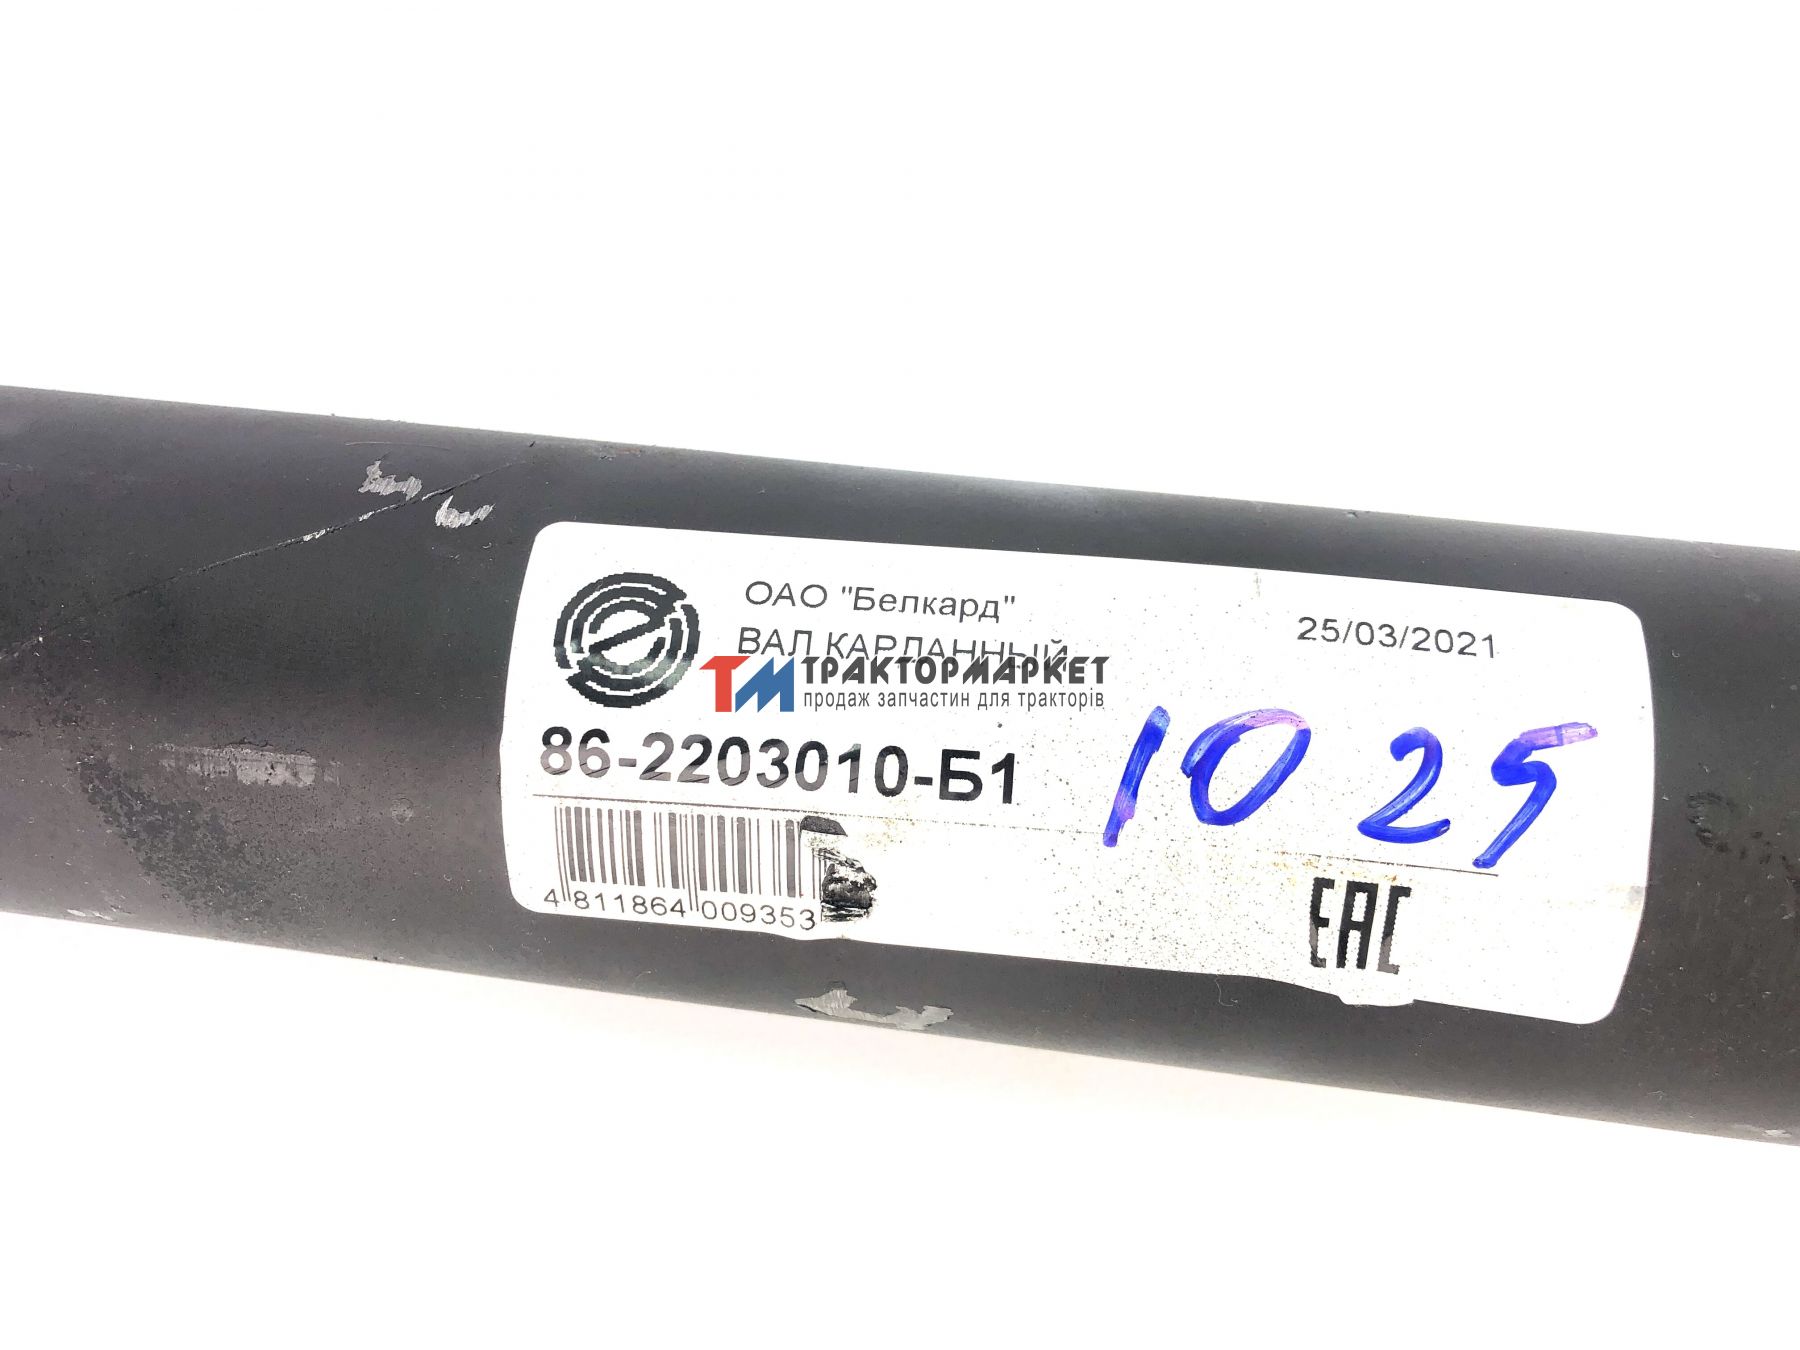 ОАО "Белкард"
25/03/2021
ВАЛ КАРДАННЫЙ
ТМ ТРАКТОРМАРКЕТ
продаж запчастин для тракторів
86-2203010-Б1
1025
4 811864 009353
EAC